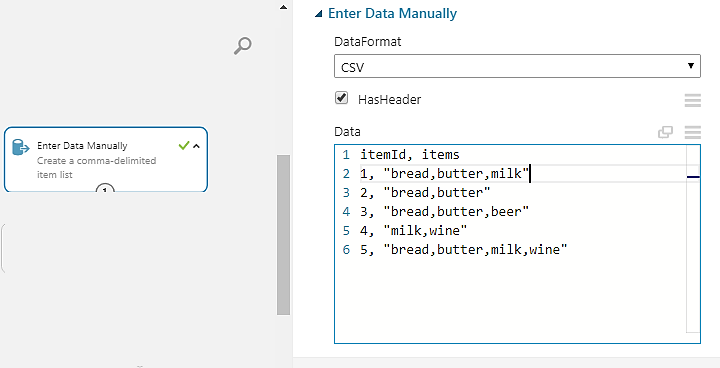 Enter Data Manually
Create a comma-delimited
item list
1
Enter Data Manually
DataFormat
CSV
HasHeader
Data
1 itemId, items
2 1, "bread,butter,milk"
3 2, "bread,butter"
4 3, "bread,butter,beer"
5 4, "milk,wine"
6 5, "bread,butter,milk,wine"